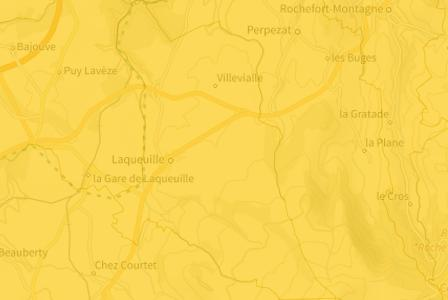 Rochefort-Montagne
Perpezat
Bajouve
les Buges
Puy Lavèze
Villevialle
la Gratade
la Plane
Laqueuille
la Gare de Laqueuille
le Cros
Beauberty
Chez Courtet